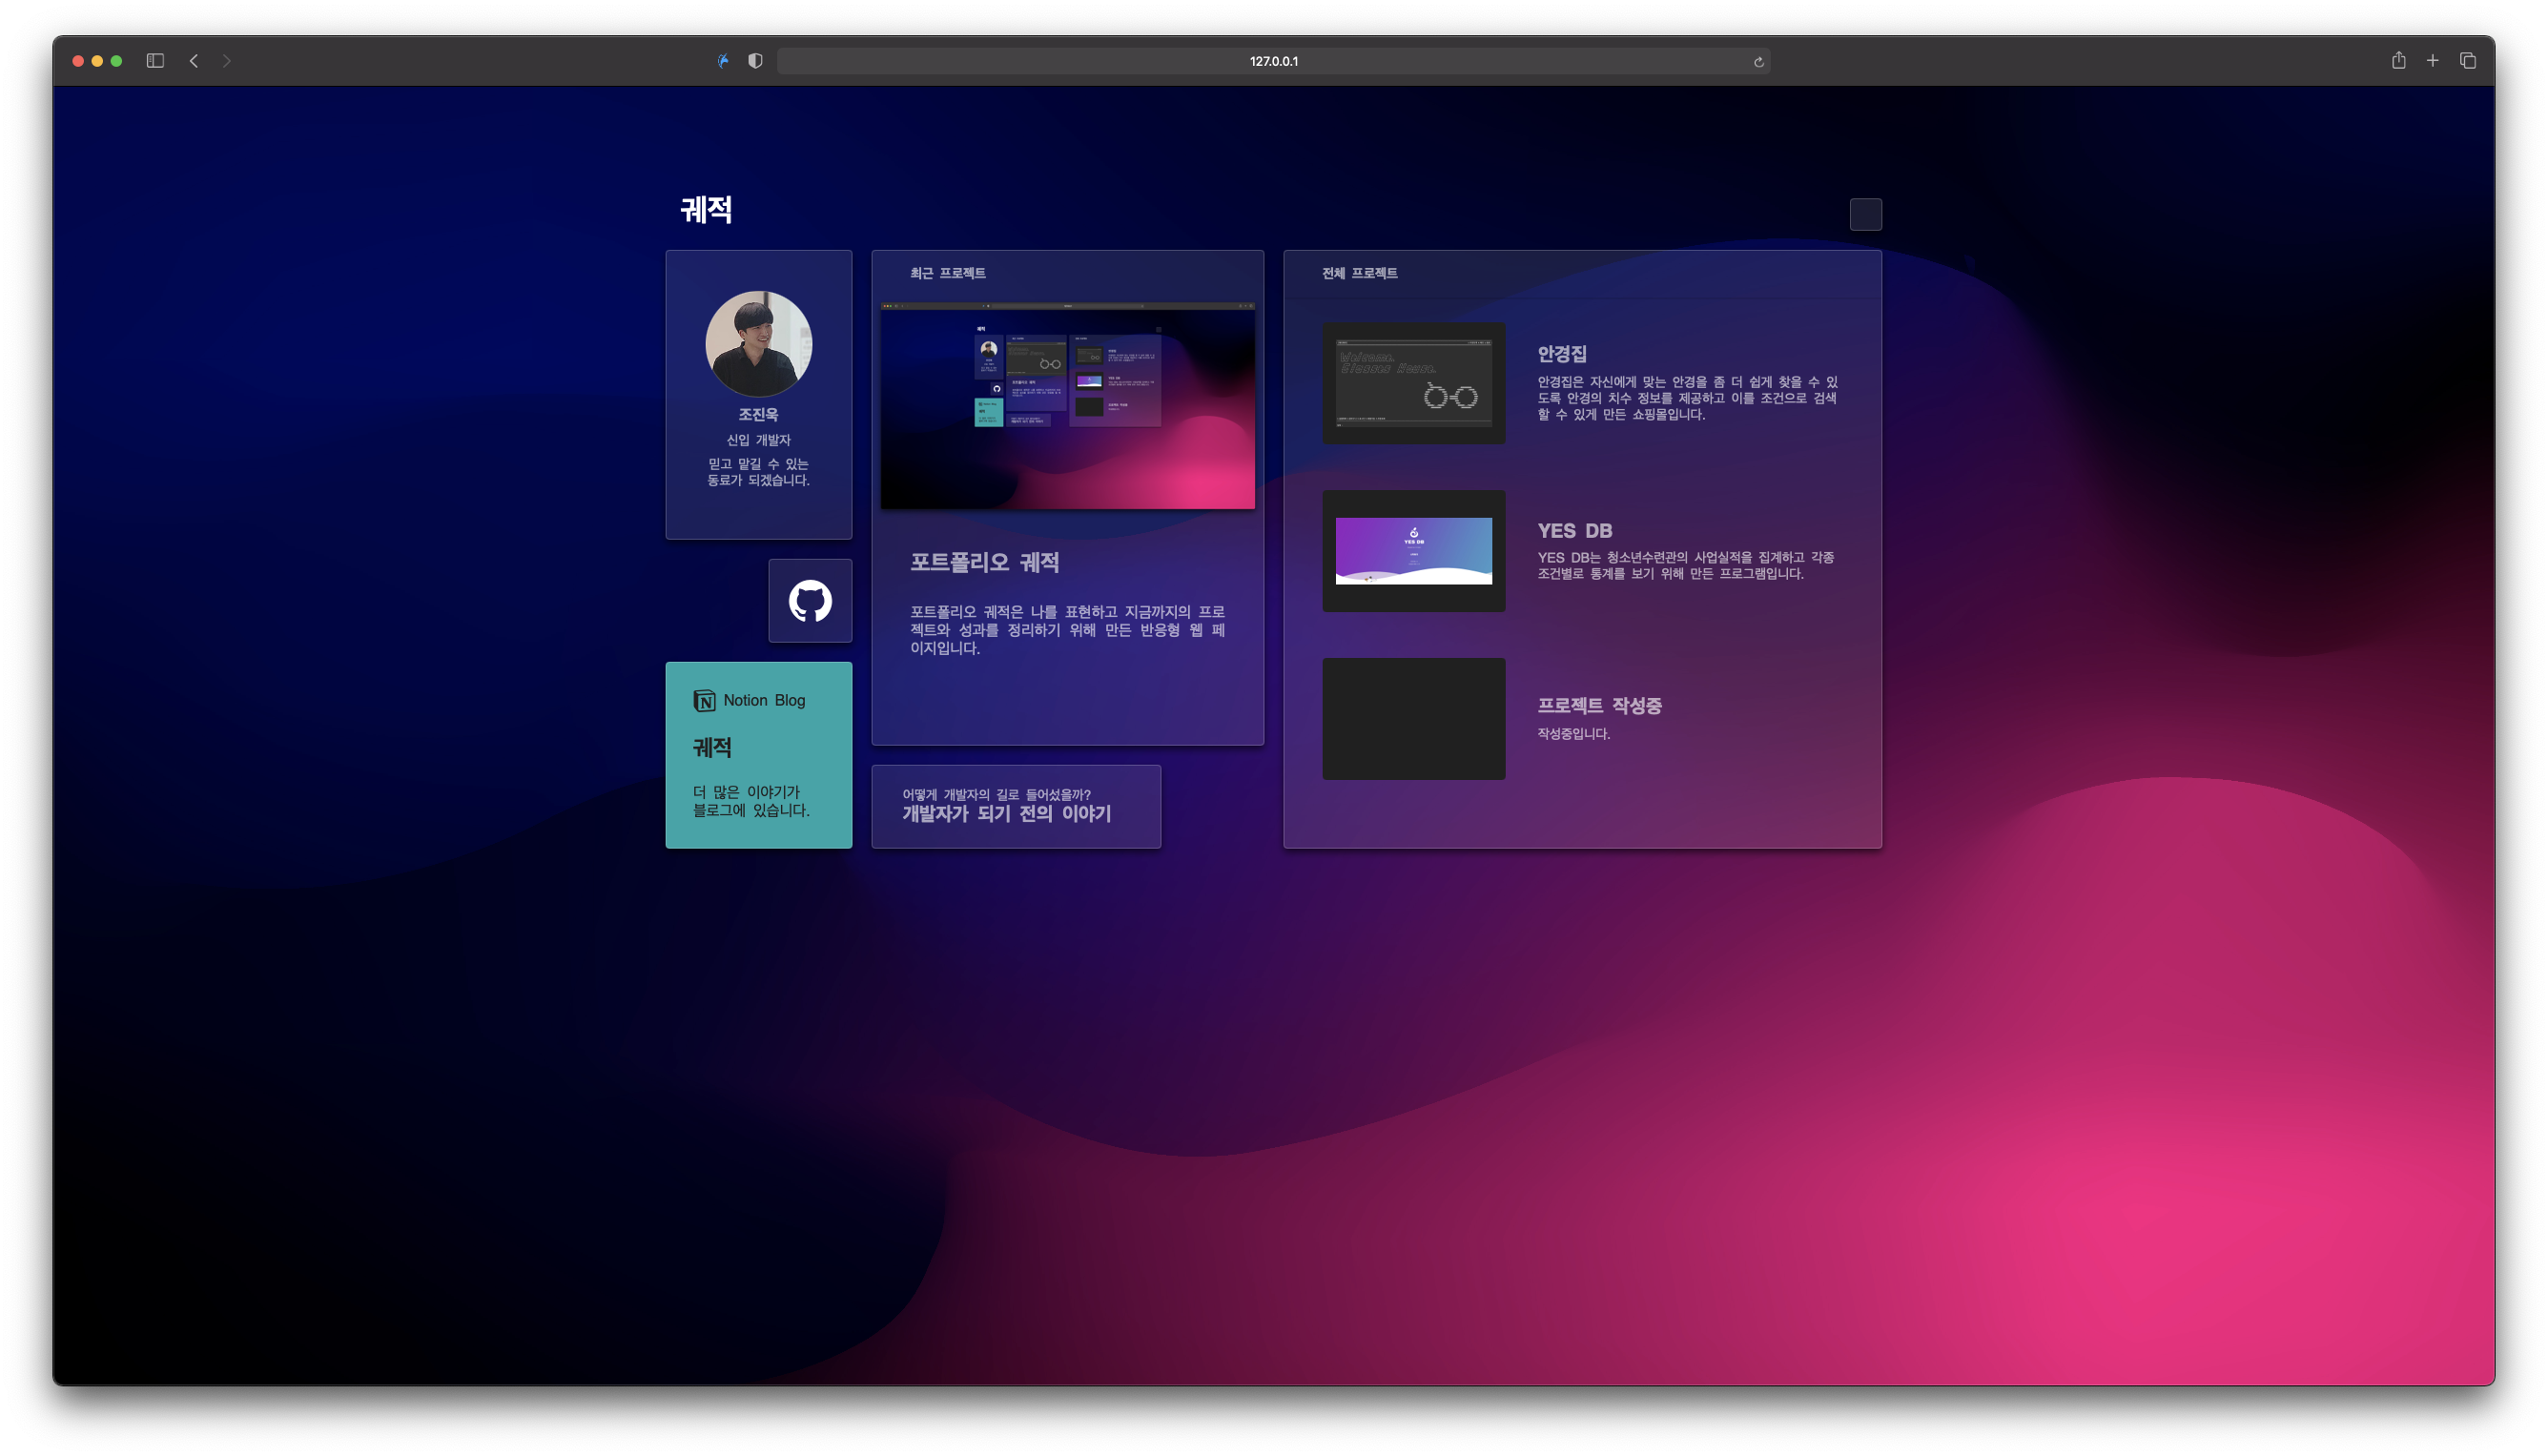 127.0.0.1
궤적
조진욱
신입 개발자
믿고 맡길 수 있는
동료가 되겠습니다.
Notion Blog
궤적
더 많은 이야기가
블로그에 있습니다.
최근 프로젝트
궤적
포트폴리오 궤적
포트폴리오 궤적은 나를 표현하고 지금까지의 프로
젝트와 성과를 정리하기 위해 만든 반응형 웹 페
이지입니다.
어떻게 개발자의 길로 들어섰을까?
개발자가 되기 전의 이야기
전체 프로젝트
Welcome.
Glasses House.
안경집
안경집은 자신에게 맞는 안경을 좀 더 쉽게 찾을 수 있
도록 안경의 치수 정보를 제공하고 이를 조건으로 검색
할 수 있게 만든 쇼핑몰입니다.
YES DB
YES DB
YES DB는 청소년수련관의 사업실적을 집계하고 각종
조건별로 통계를 보기 위해 만든 프로그램입니다.
프로젝트 작성중
작성중입니다.